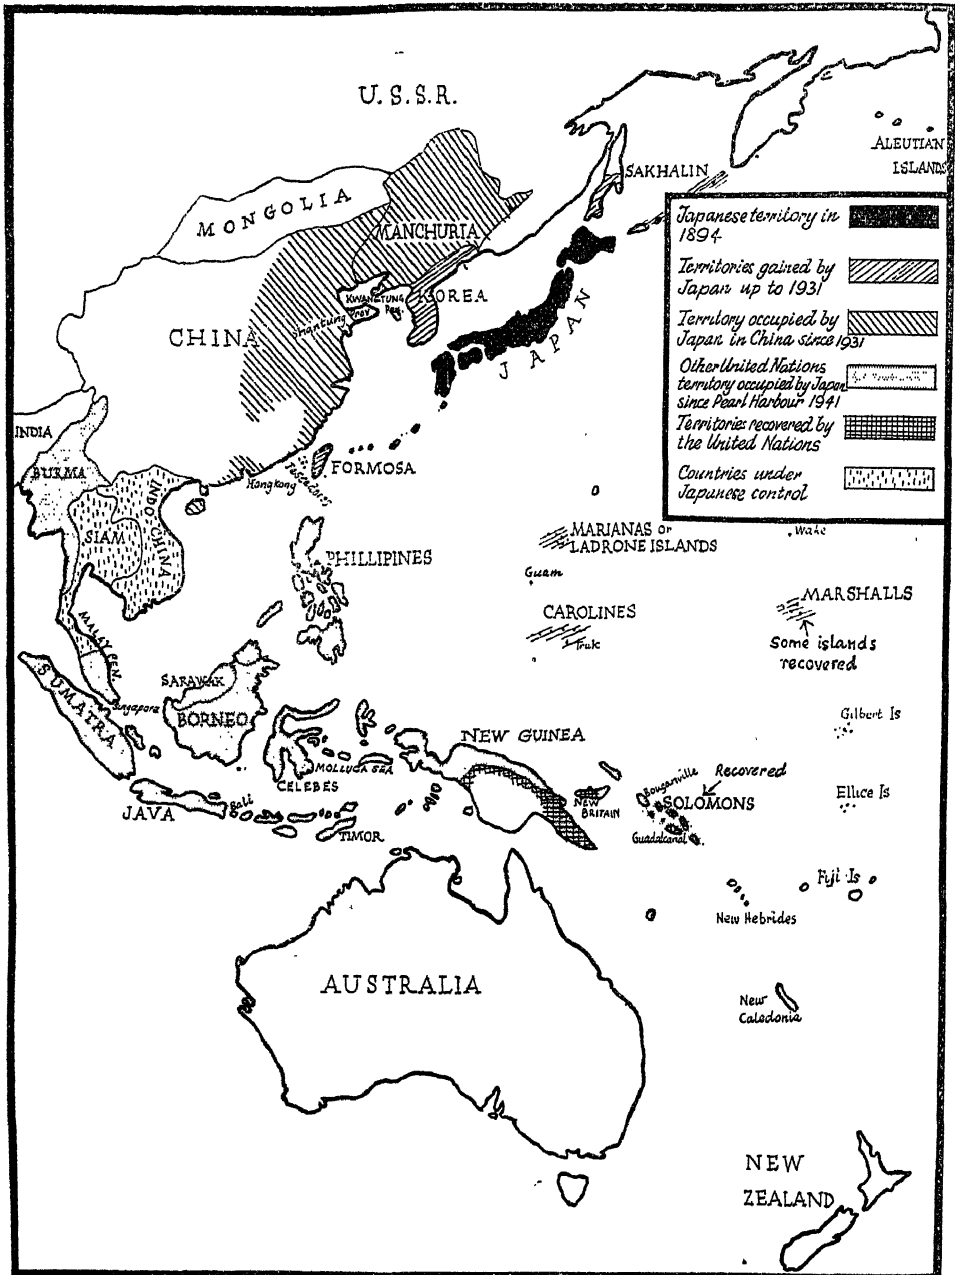 U.S.S.R.
ALEUTIAN
ISLANDS
SAKHALIN
MONGOLIA
MANCHURIA
Japanese territory in
1894
Territories gained by
Japan up to 1931
Territory occupied by
Japan in China since 1931
Other United Nations
territory occupied by Japan
since Pearl Harbour 1941
Territories recovered by
the United Nations
Countries under
Japanese control
KWANGTUNG
Pen.
KOREA
Shantung
Prov
CHINA
JAPAN
INDIA
BURMA
FORMOSA
Hongkong
Pescadores
INDO CHINA
SIAM
PHILLIPINES
MARIANAS or
LADRONE ISLANDS
Wake
Guam
CAROLINES
Truk
MARSHALLS
Some islands
recovered
MALAY PEN.
SUMATRA
SARAWAK
Singapore
BORNEO
Gilbert Is
NEW GUINEA
MOLLUCA SEA
CELEBES
Bouganville
Recovered
SOLOMONS
Ellice Is
JAVA
Bali
NEW
BRITAIN
TIMOR
Guadalcanal
Fiji Is
New Hebrides
AUSTRALIA
New
Caledonia
NEW
ZEALAND